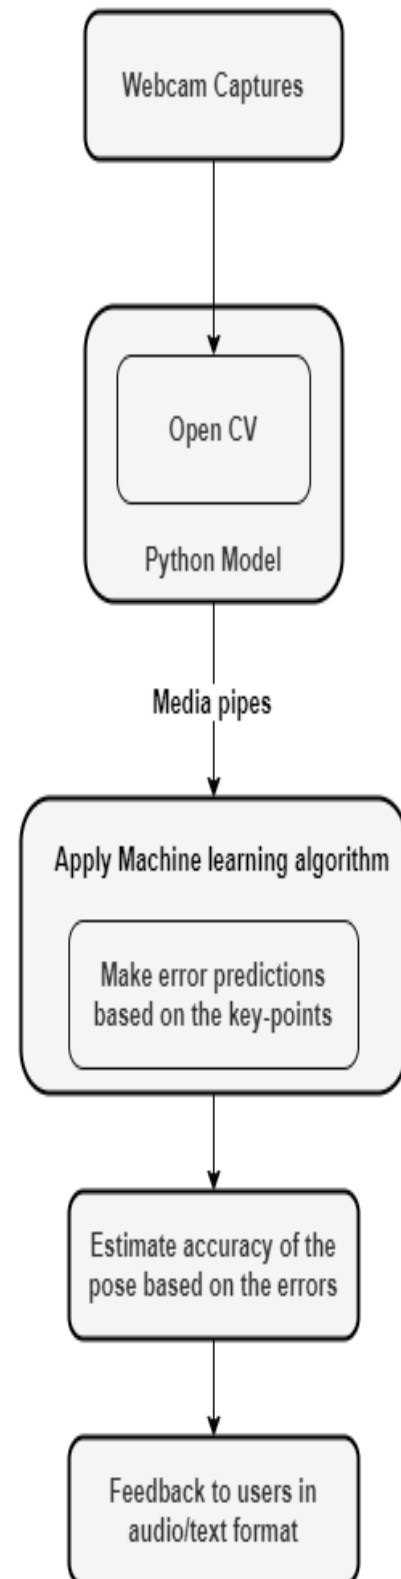 Webcam Captures
Open CV
Python Model
Media pipes
Apply Machine learning algorithm
Make error predictions
based on the key-points
Estimate accuracy of the
pose based on the errors
Feedback to users in
audio/text format